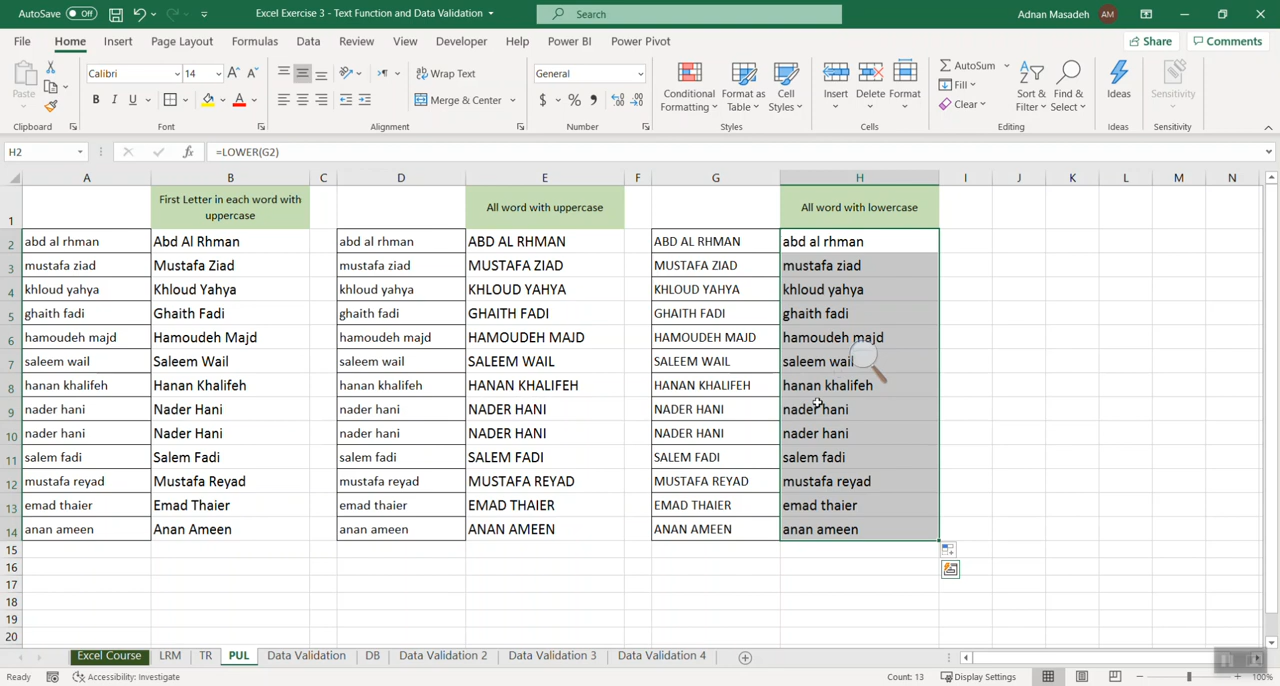 AutoSave Off Excel Exercise 3 - Text Function and Data Validation Search Adnan Masadeh AM
File Home Insert Page Layout Formulas Data Review View Developer Help Power BI Power Pivot Share Comments
Paste Calibri 14 Wrap Text General Conditional Formatting Format as Table Cell Styles Insert Delete Format AutoSum Fill Clear Sort & Filter Find & Select Ideas Sensitivity
B I U Merge & Center $ % 9
Clipboard Font Alignment Number Styles Cells Editing Ideas Sensitivity
H2 fx =LOWER(G2)
A B C D E F G H I J K L M N
1 First Letter in each word with uppercase All word with uppercase All word with lowercase
2 abd al rhman Abd Al Rhman abd al rhman ABD AL RHMAN ABD AL RHMAN abd al rhman
3 mustafa ziad Mustafa Ziad mustafa ziad MUSTAFA ZIAD MUSTAFA ZIAD mustafa ziad
4 khloud yahya Khloud Yahya khloud yahya KHLOUD YAHYA KHLOUD YAHYA khloud yahya
5 ghaith fadi Ghaith Fadi ghaith fadi GHAITH FADI GHAITH FADI ghaith fadi
6 hamoudeh majd Hamoudeh Majd hamoudeh majd HAMOUDEH MAJD HAMOUDEH MAJD hamoudeh majd
7 saleem wail Saleem Wail saleem wail SALEEM WAIL SALEEM WAIL saleem wail
8 hanan khalifeh Hanan Khalifeh hanan khalifeh HANAN KHALIFEH HANAN KHALIFEH hanan khalifeh
9 nader hani Nader Hani nader hani NADER HANI NADER HANI nader hani
10 nader hani Nader Hani nader hani NADER HANI NADER HANI nader hani
11 salem fadi Salem Fadi salem fadi SALEM FADI SALEM FADI salem fadi
12 mustafa reyad Mustafa Reyad mustafa reyad MUSTAFA REYAD MUSTAFA REYAD mustafa reyad
13 emad thaier Emad Thaier emad thaier EMAD THAIER EMAD THAIER emad thaier
14 anan ameen Anan Ameen anan ameen ANAN AMEEN ANAN AMEEN anan ameen
15
16
17
18
19
20
Excel Course LRM TR PUL Data Validation DB Data Validation 2 Data Validation 3 Data Validation 4
Ready Accessibility: Investigate Count: 13 Display Settings 100%